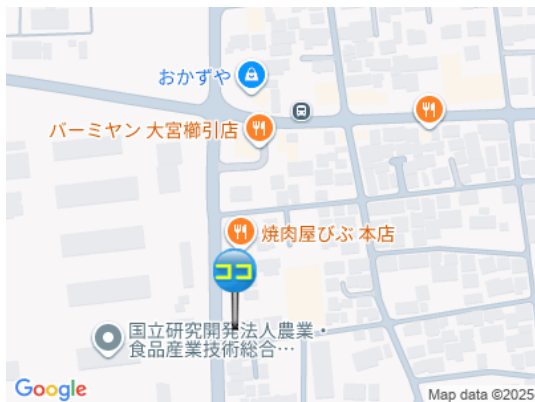 おかずや
バーミヤン 大宮櫛引店
焼肉屋びぶ 本店
ココ
国立研究開発法人農業・
食品産業技術総合…
Google
Map data ©2025